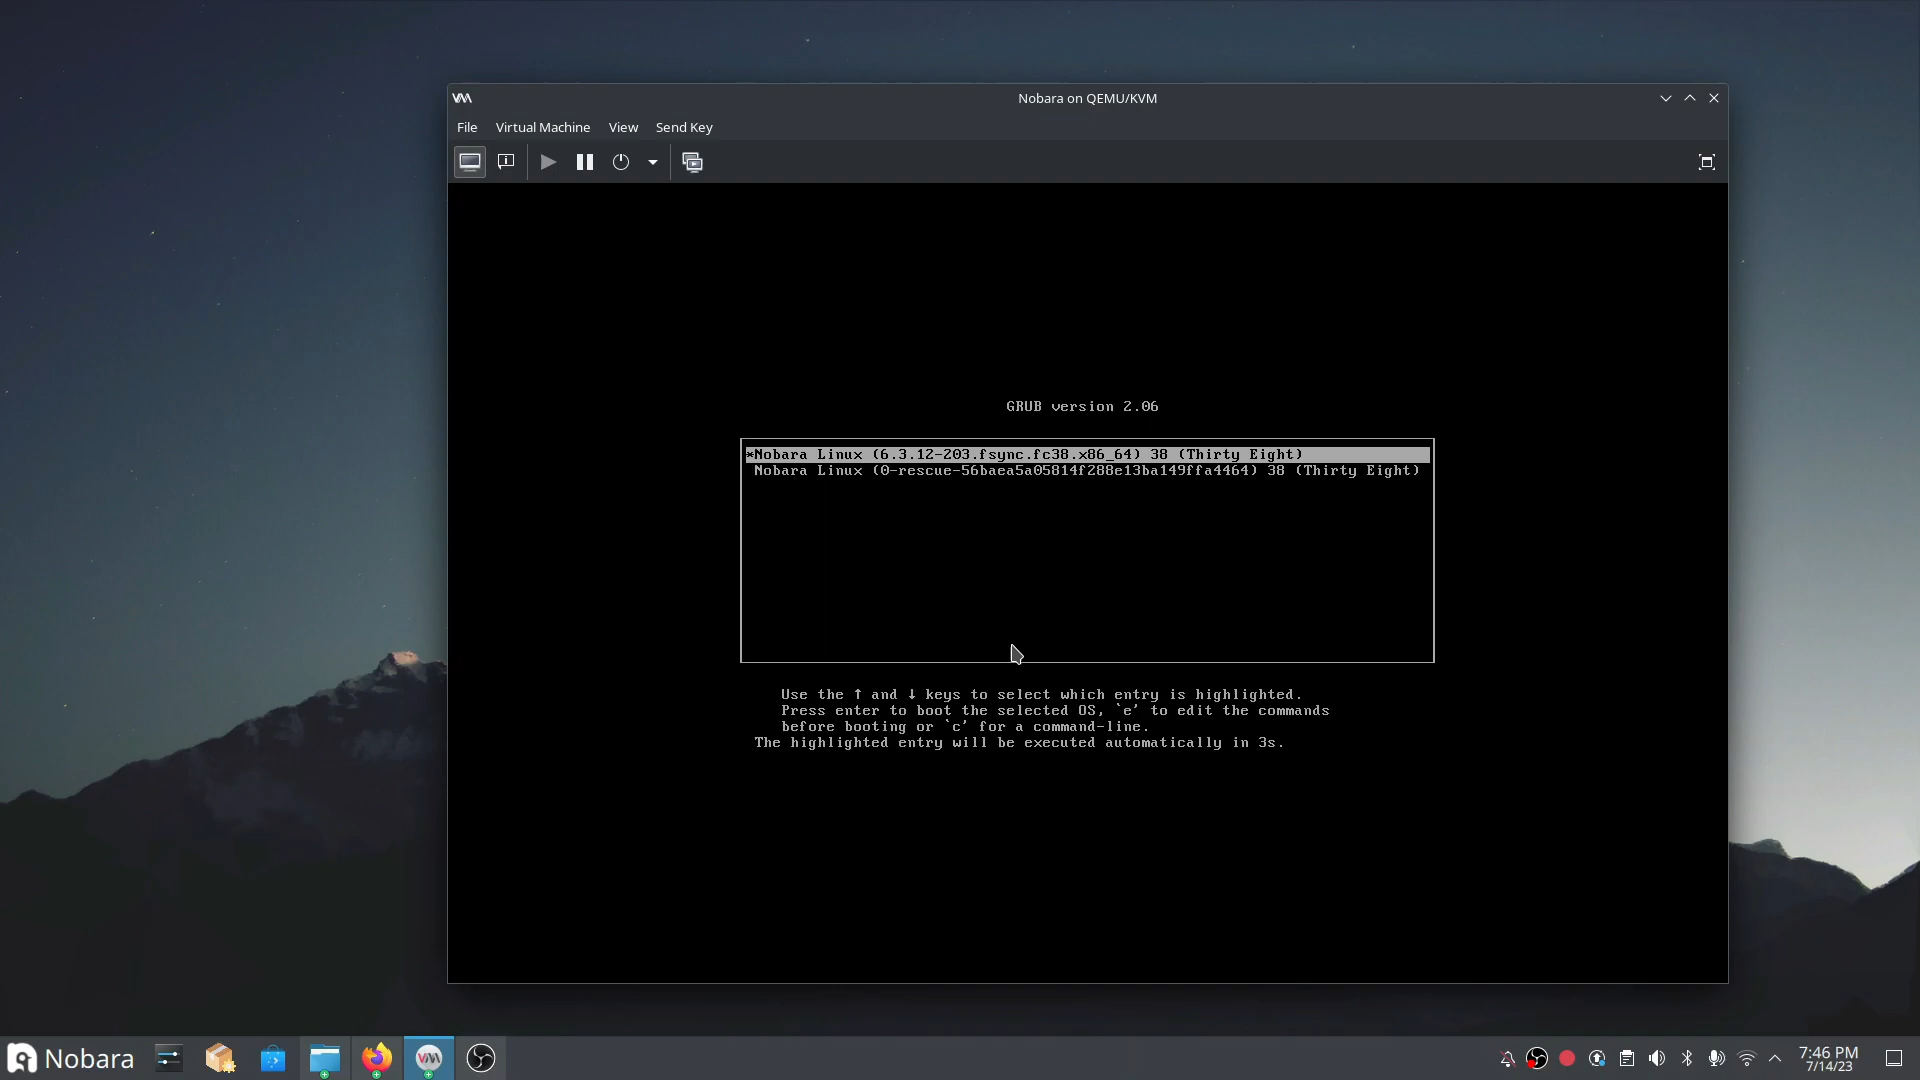 Nobara on QEMU/KVM
File Virtual Machine View Send Key
GRUB version 2.06
*Nobara Linux (6.3.12-203.fsync.fc38.x86_64) 38 (Thirty Eight)
Nobara Linux (0-rescue-56baea5a05814f288e13ba149ffa4464) 38 (Thirty Eight)
Use the ↑ and ↓ keys to select which entry is highlighted.
Press enter to boot the selected OS, `e' to edit the commands
before booting or `c' for a command-line.
The highlighted entry will be executed automatically in 3s.
Nobara
7:46 PM
7/14/23